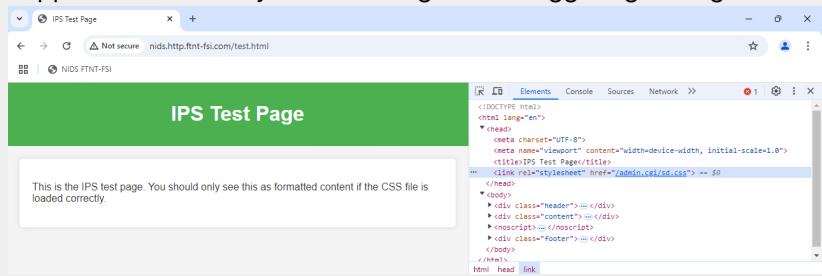 IPS Test Page
Not secure nids.http.ftnt-fsi.com/test.html
NIDS FTNT-FSI
IPS Test Page
This is the IPS test page. You should only see this as formatted content if the CSS file is
loaded correctly.
Elements Console Sources Network 1
<!DOCTYPE html>
<html lang="en">
<head>
<meta charset="UTF-8">
<meta name="viewport" content="width=device-width, initial-scale=1.0">
<title>IPS Test Page</title>
<link rel="stylesheet" href="/admin.cgi/sd.css"> == $0
</head>
<body>
<div class="header">…</div>
<div class="content">…</div>
<noscript>…</noscript>
<div class="footer">…</div>
</body>
</html>
html head link